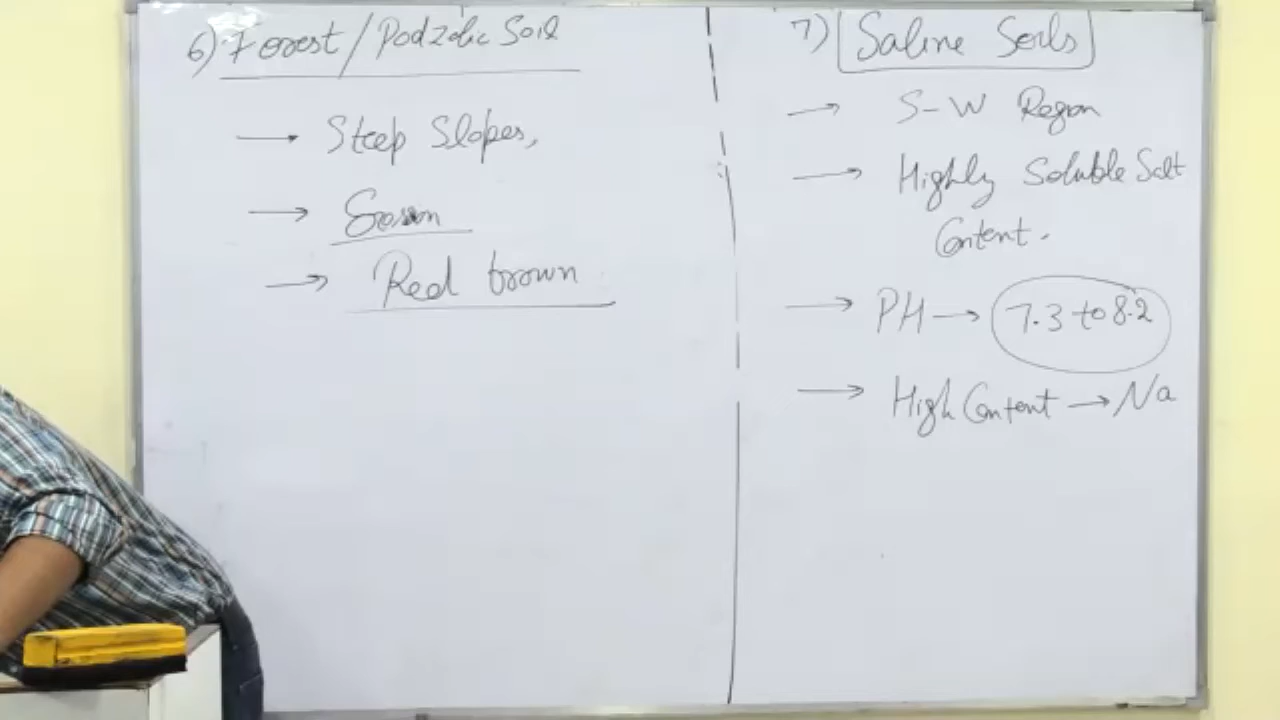 6) Forest/Podzolic Soil
→ Steep Slopes,
→ Erosion
→ Red brown
7) Saline Soils
→ S-W Region
→ Highly Soluble Salt
Content.
→ PH → 7.3 to 8.2
→ High Content → Na